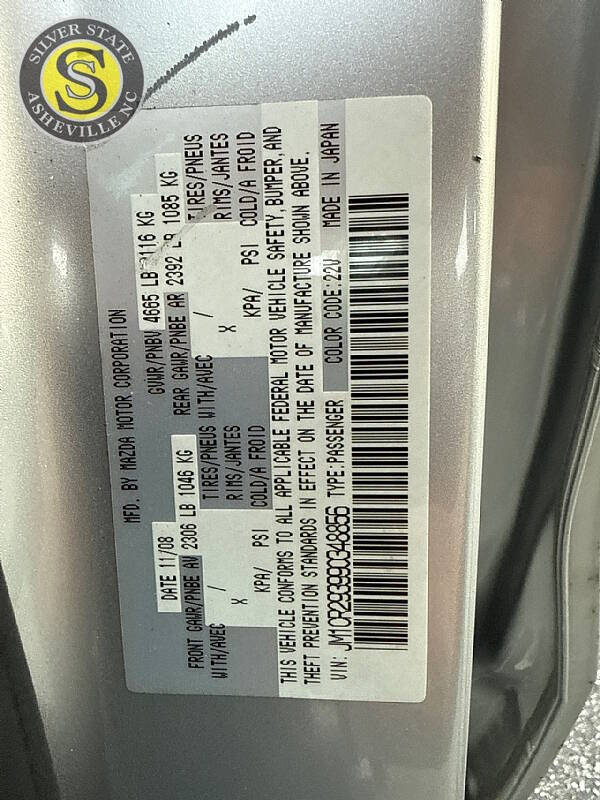 SILVER STATE
S
ASHEVILLE NC
MFD. BY MAZDA MOTOR CORPORATION
DATE 11/08 GVWR/PNBV 4665 LB 2116 KG
FRONT GAWR/PNBE AV 2306 LB 1046 KG REAR GAWR/PNBE AR 2392 LB 1085 KG
WITH/AVEC / TIRES/PNEUS WITH/AVEC / TIRES/PNEUS
X RIMS/JANTES X RIMS/JANTES
KPA/ PSI COLD/A FROID KPA/ PSI COLD/A FROID
THIS VEHICLE CONFORMS TO ALL APPLICABLE FEDERAL MOTOR VEHICLE SAFETY, BUMPER, AND
THEFT PREVENTION STANDARDS IN EFFECT ON THE DATE OF MANUFACTURE SHOWN ABOVE.
VIN: JM1CR293990348856 TYPE:PASSENGER COLOR CODE:22V MADE IN JAPAN